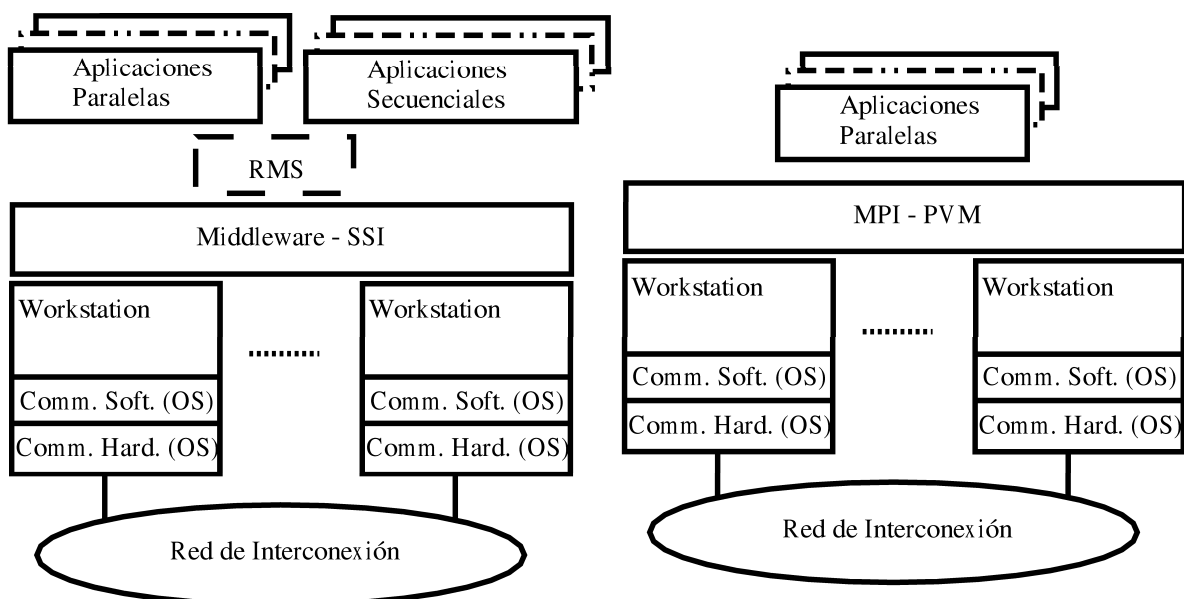 Aplicaciones
Paralelas
Aplicaciones
Secuenciales
RMS
Middleware - SSI
Workstation
Workstation
Comm. Soft. (OS)
Comm. Soft. (OS)
Comm. Hard. (OS)
Comm. Hard. (OS)
Red de Interconexión
Aplicaciones
Paralelas
MPI - PVM
Workstation
Workstation
Comm. Soft. (OS)
Comm. Soft. (OS)
Comm. Hard. (OS)
Comm. Hard. (OS)
Red de Interconexión